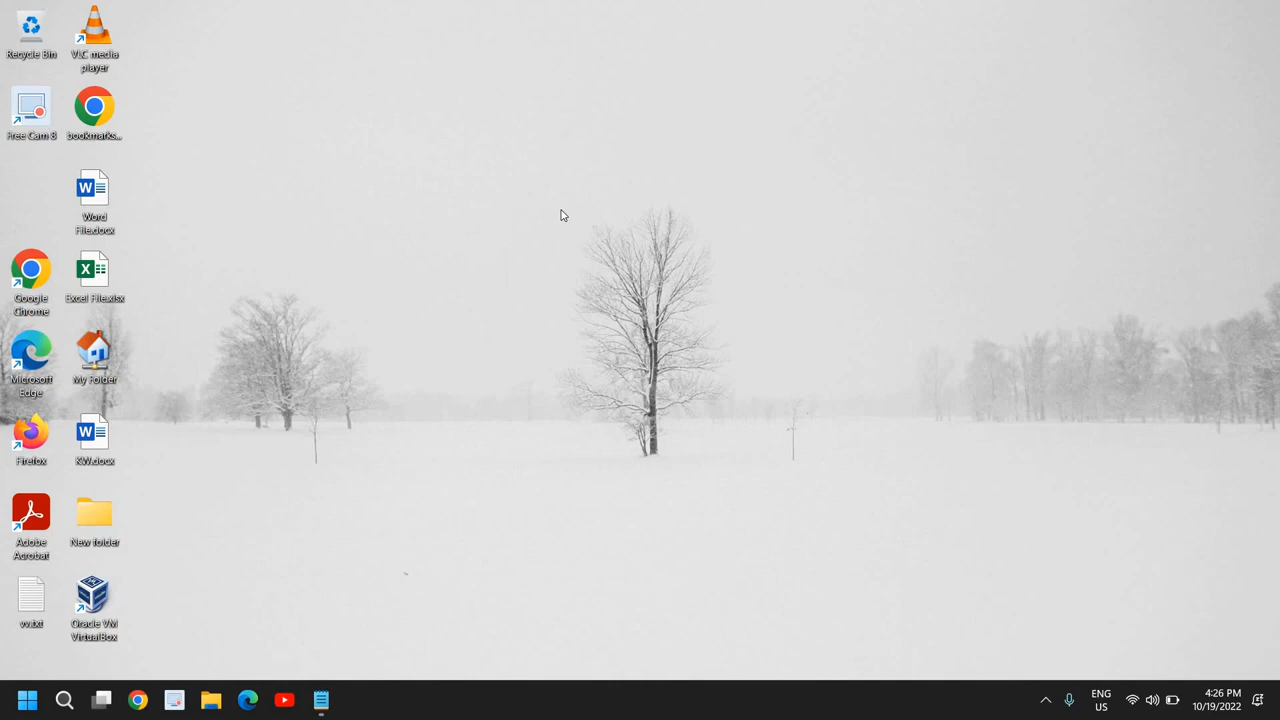 Recycle Bin
VLC media
player
Free Cam 8
bookmarks...
Word
File.docx
Google
Chrome
Excel File.xlsx
Microsoft
Edge
My Folder
Firefox
KW.docx
Adobe
Acrobat
New folder
vv.txt
Oracle VM
VirtualBox
ENG
US
4:26 PM
10/19/2022